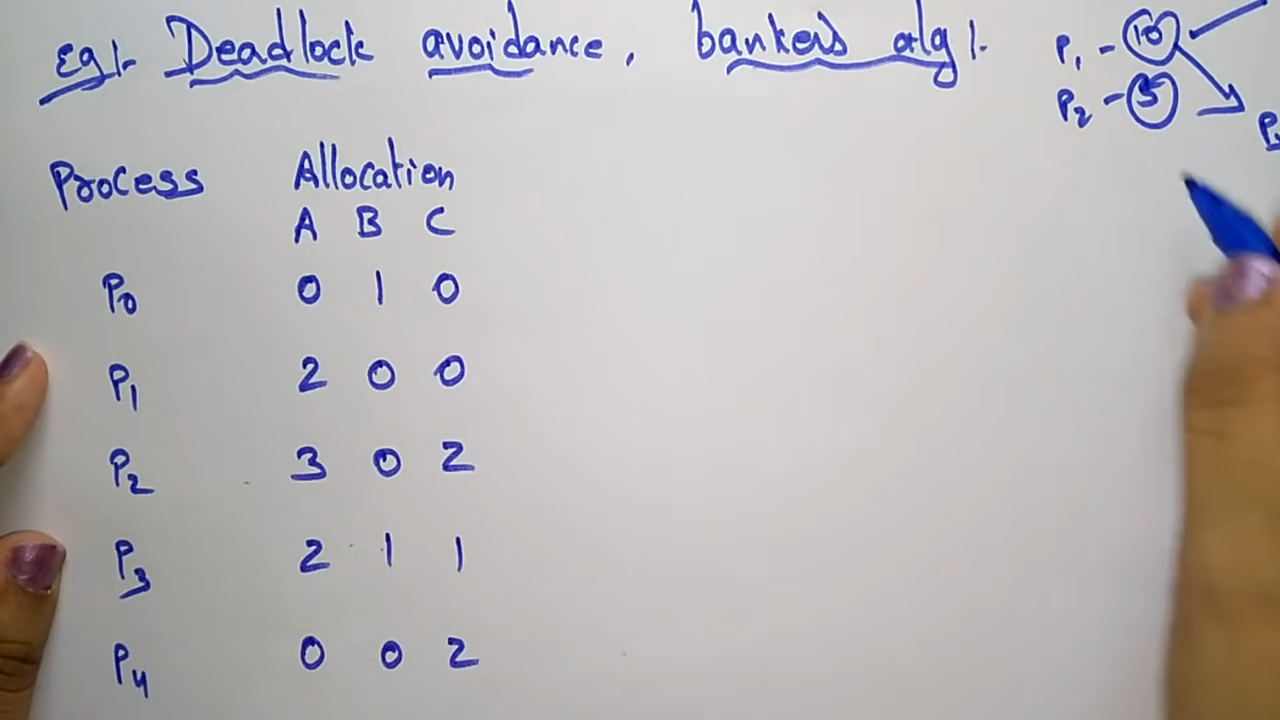 Eg1:- Deadlock avoidance, bankers alg:-
P1 - 10
P2 - 5
Process Allocation
A B C
P0 0 1 0
P1 2 0 0
P2 3 0 2
P3 2 1 1
P4 0 0 2